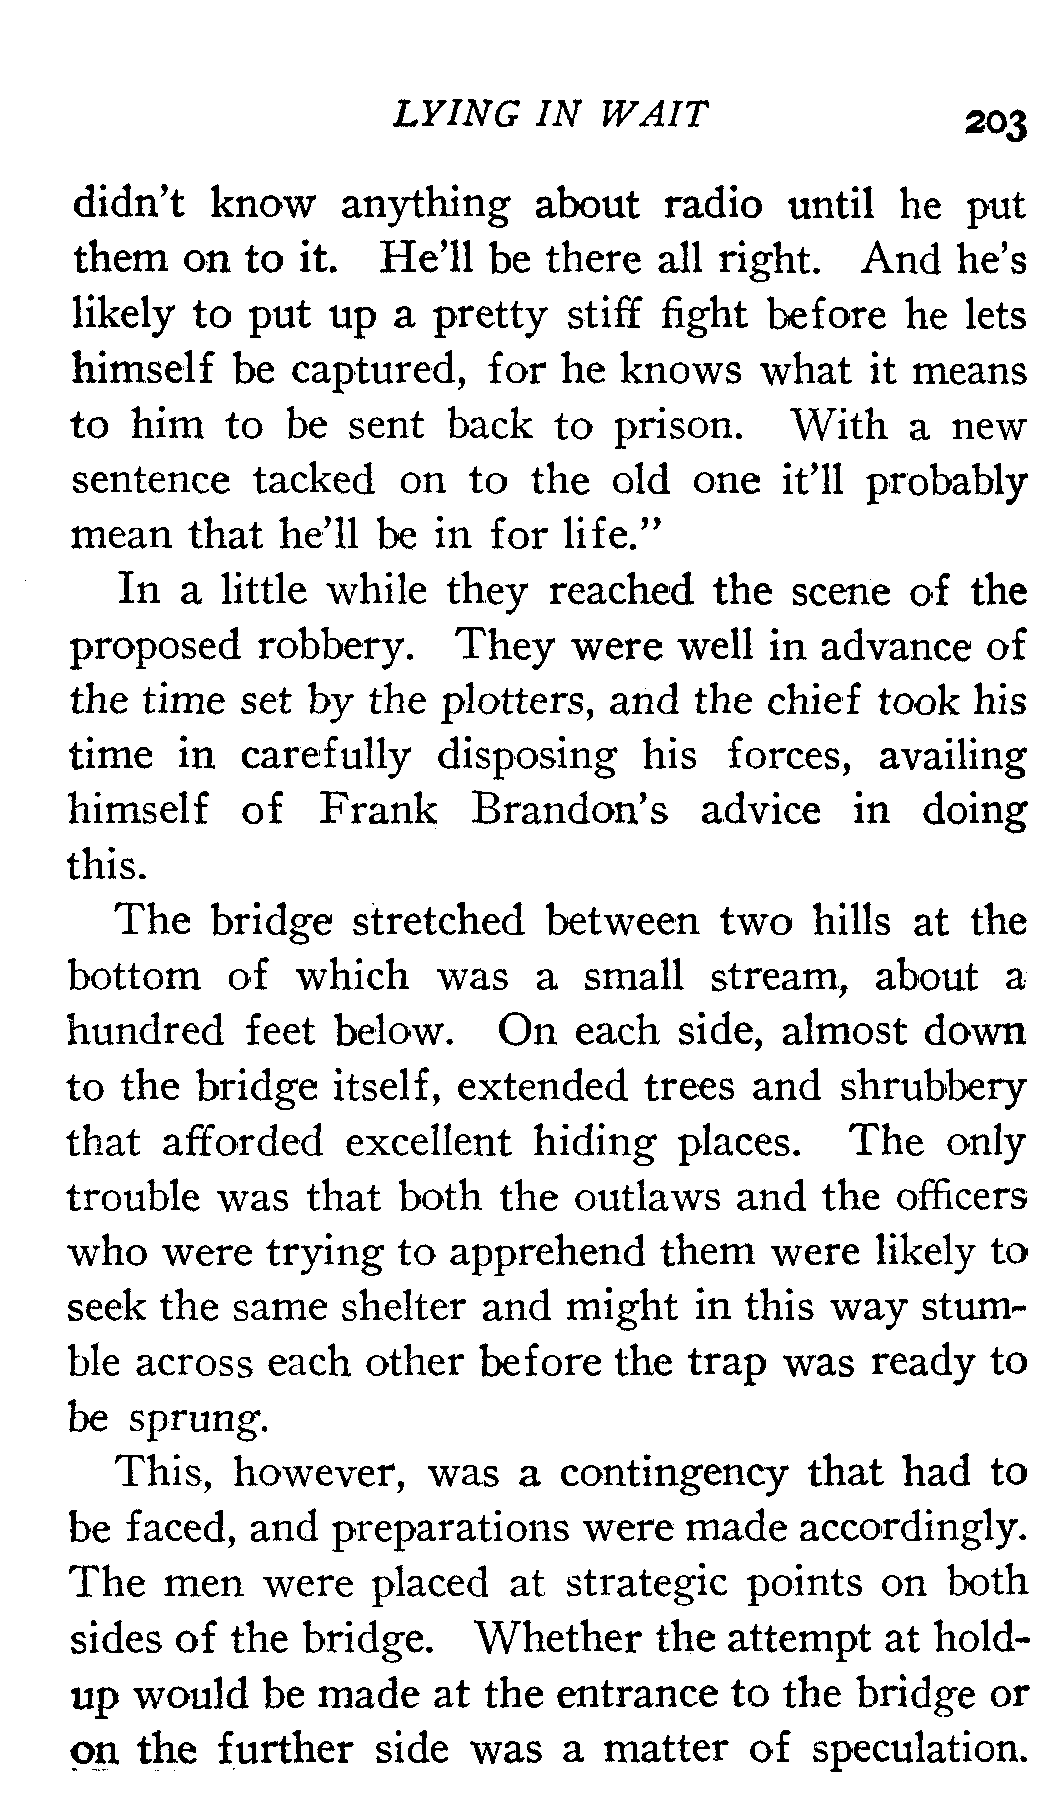 LYING IN WAIT 203
didn't know anything about radio until he put
them on to it. He'll be there all right. And he's
likely to put up a pretty stiff fight before he lets
himself be captured, for he knows what it means
to him to be sent back to prison. With a new
sentence tacked on to the old one it'll probably
mean that he'll be in for life."
In a little while they reached the scene of the
proposed robbery. They were well in advance of
the time set by the plotters, and the chief took his
time in carefully disposing his forces, availing
himself of Frank Brandon's advice in doing
this.
The bridge stretched between two hills at the
bottom of which was a small stream, about a
hundred feet below. On each side, almost down
to the bridge itself, extended trees and shrubbery
that afforded excellent hiding places. The only
trouble was that both the outlaws and the officers
who were trying to apprehend them were likely to
seek the same shelter and might in this way stum-
ble across each other before the trap was ready to
be sprung.
This, however, was a contingency that had to
be faced, and preparations were made accordingly.
The men were placed at strategic points on both
sides of the bridge. Whether the attempt at hold-
up would be made at the entrance to the bridge or
on the further side was a matter of speculation.